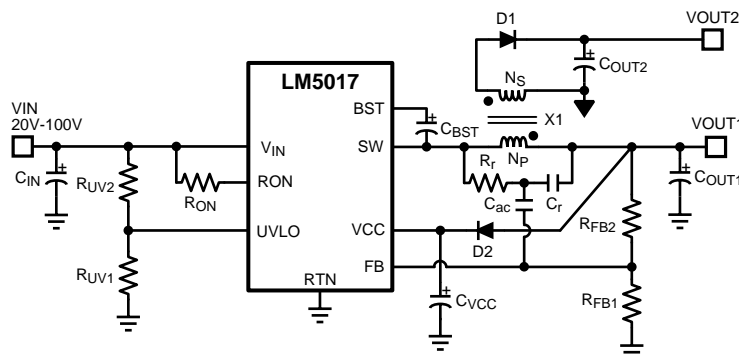 D1
VOUT2
+
COUT2
NS
LM5017
VIN
20V-100V
BST
+
CBST
X1
VOUT1
VIN
SW
NP
+
CIN
RUV2
RON
RON
Rr
Cac
Cr
+
COUT1
UVLO
VCC
D2
RFB2
RUV1
FB
RTN
+
CVCC
RFB1